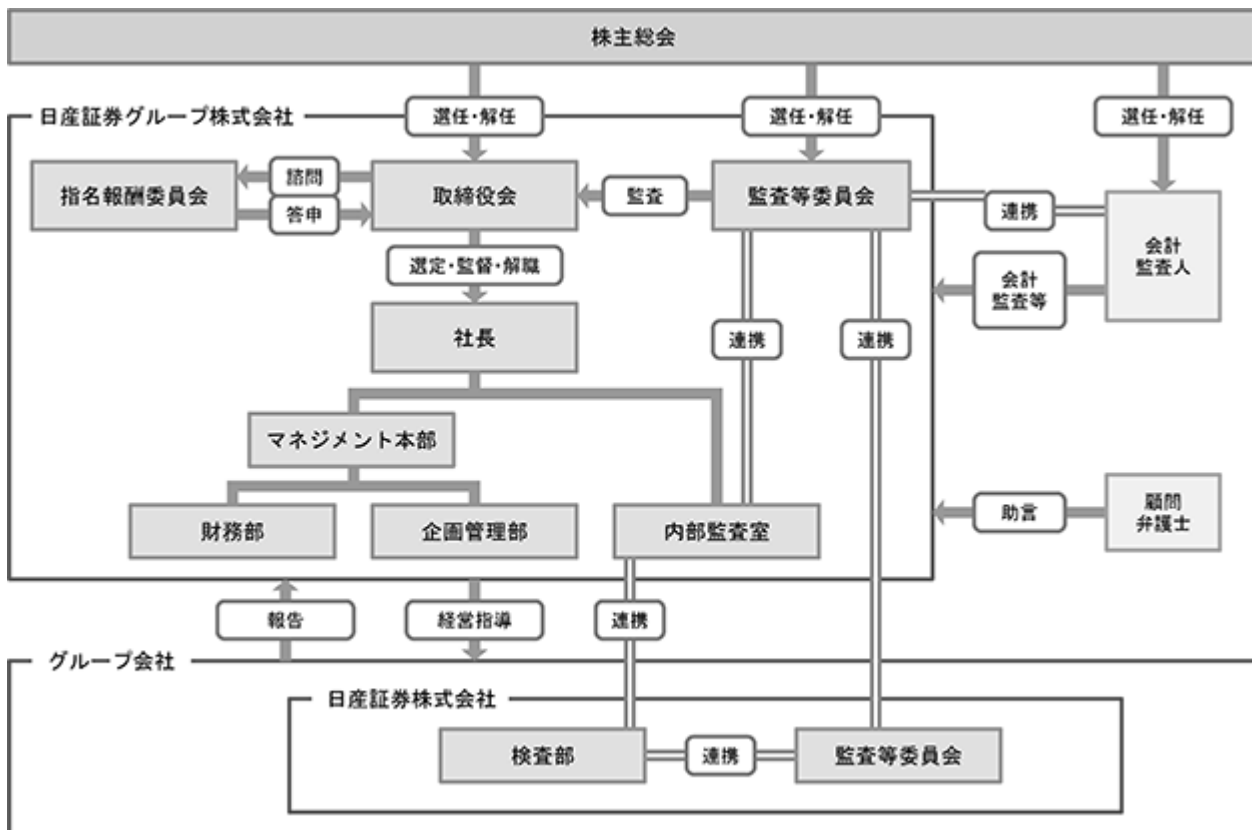 株主総会
日産証券グループ株式会社
選任・解任
選任・解任
選任・解任
指名報酬委員会
諮問
答申
取締役会
監査
監査等委員会
連携
会計
監査人
選定・監督・解職
会計
監査等
社長
連携
連携
マネジメント本部
財務部
企画管理部
内部監査室
助言
顧問
弁護士
報告
経営指導
連携
グループ会社
日産証券株式会社
検査部
連携
監査等委員会